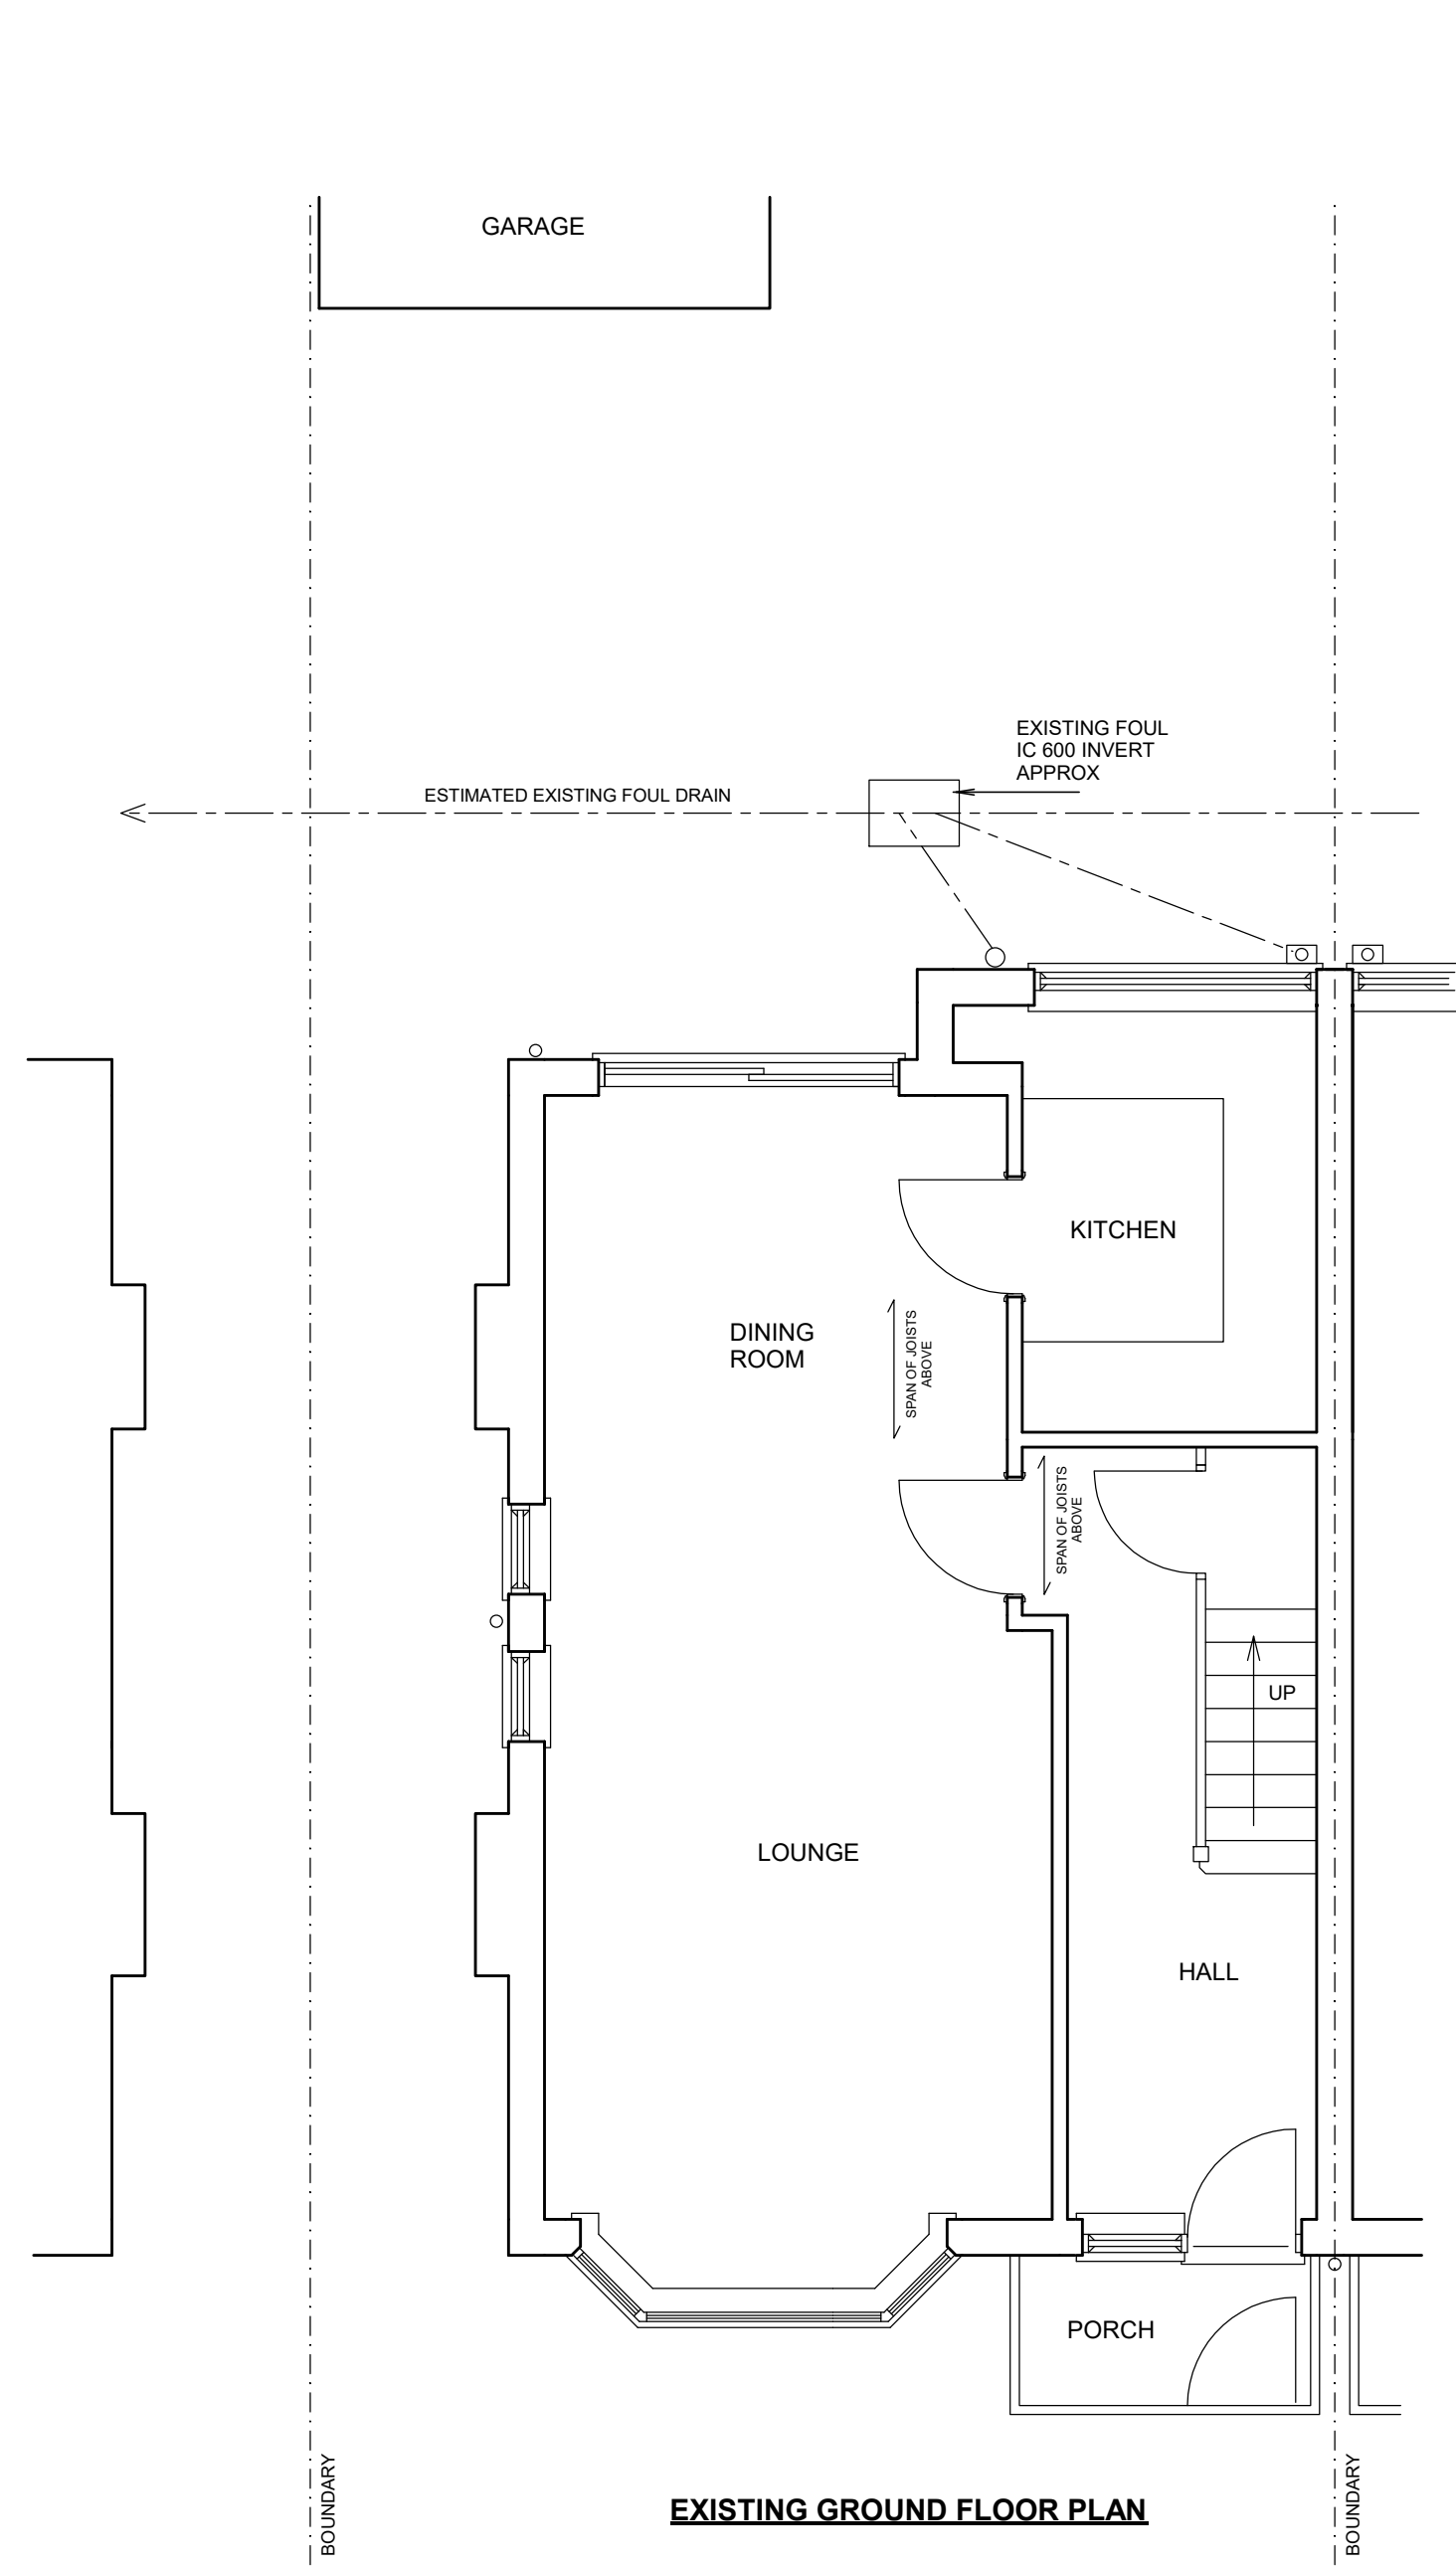 GARAGE
EXISTING FOUL
IC 600 INVERT
APPROX
ESTIMATED EXISTING FOUL DRAIN
KITCHEN
DINING
ROOM
SPAN OF JOISTS
ABOVE
SPAN OF JOISTS
ABOVE
UP
LOUNGE
HALL
PORCH
BOUNDARY
BOUNDARY
EXISTING GROUND FLOOR PLAN